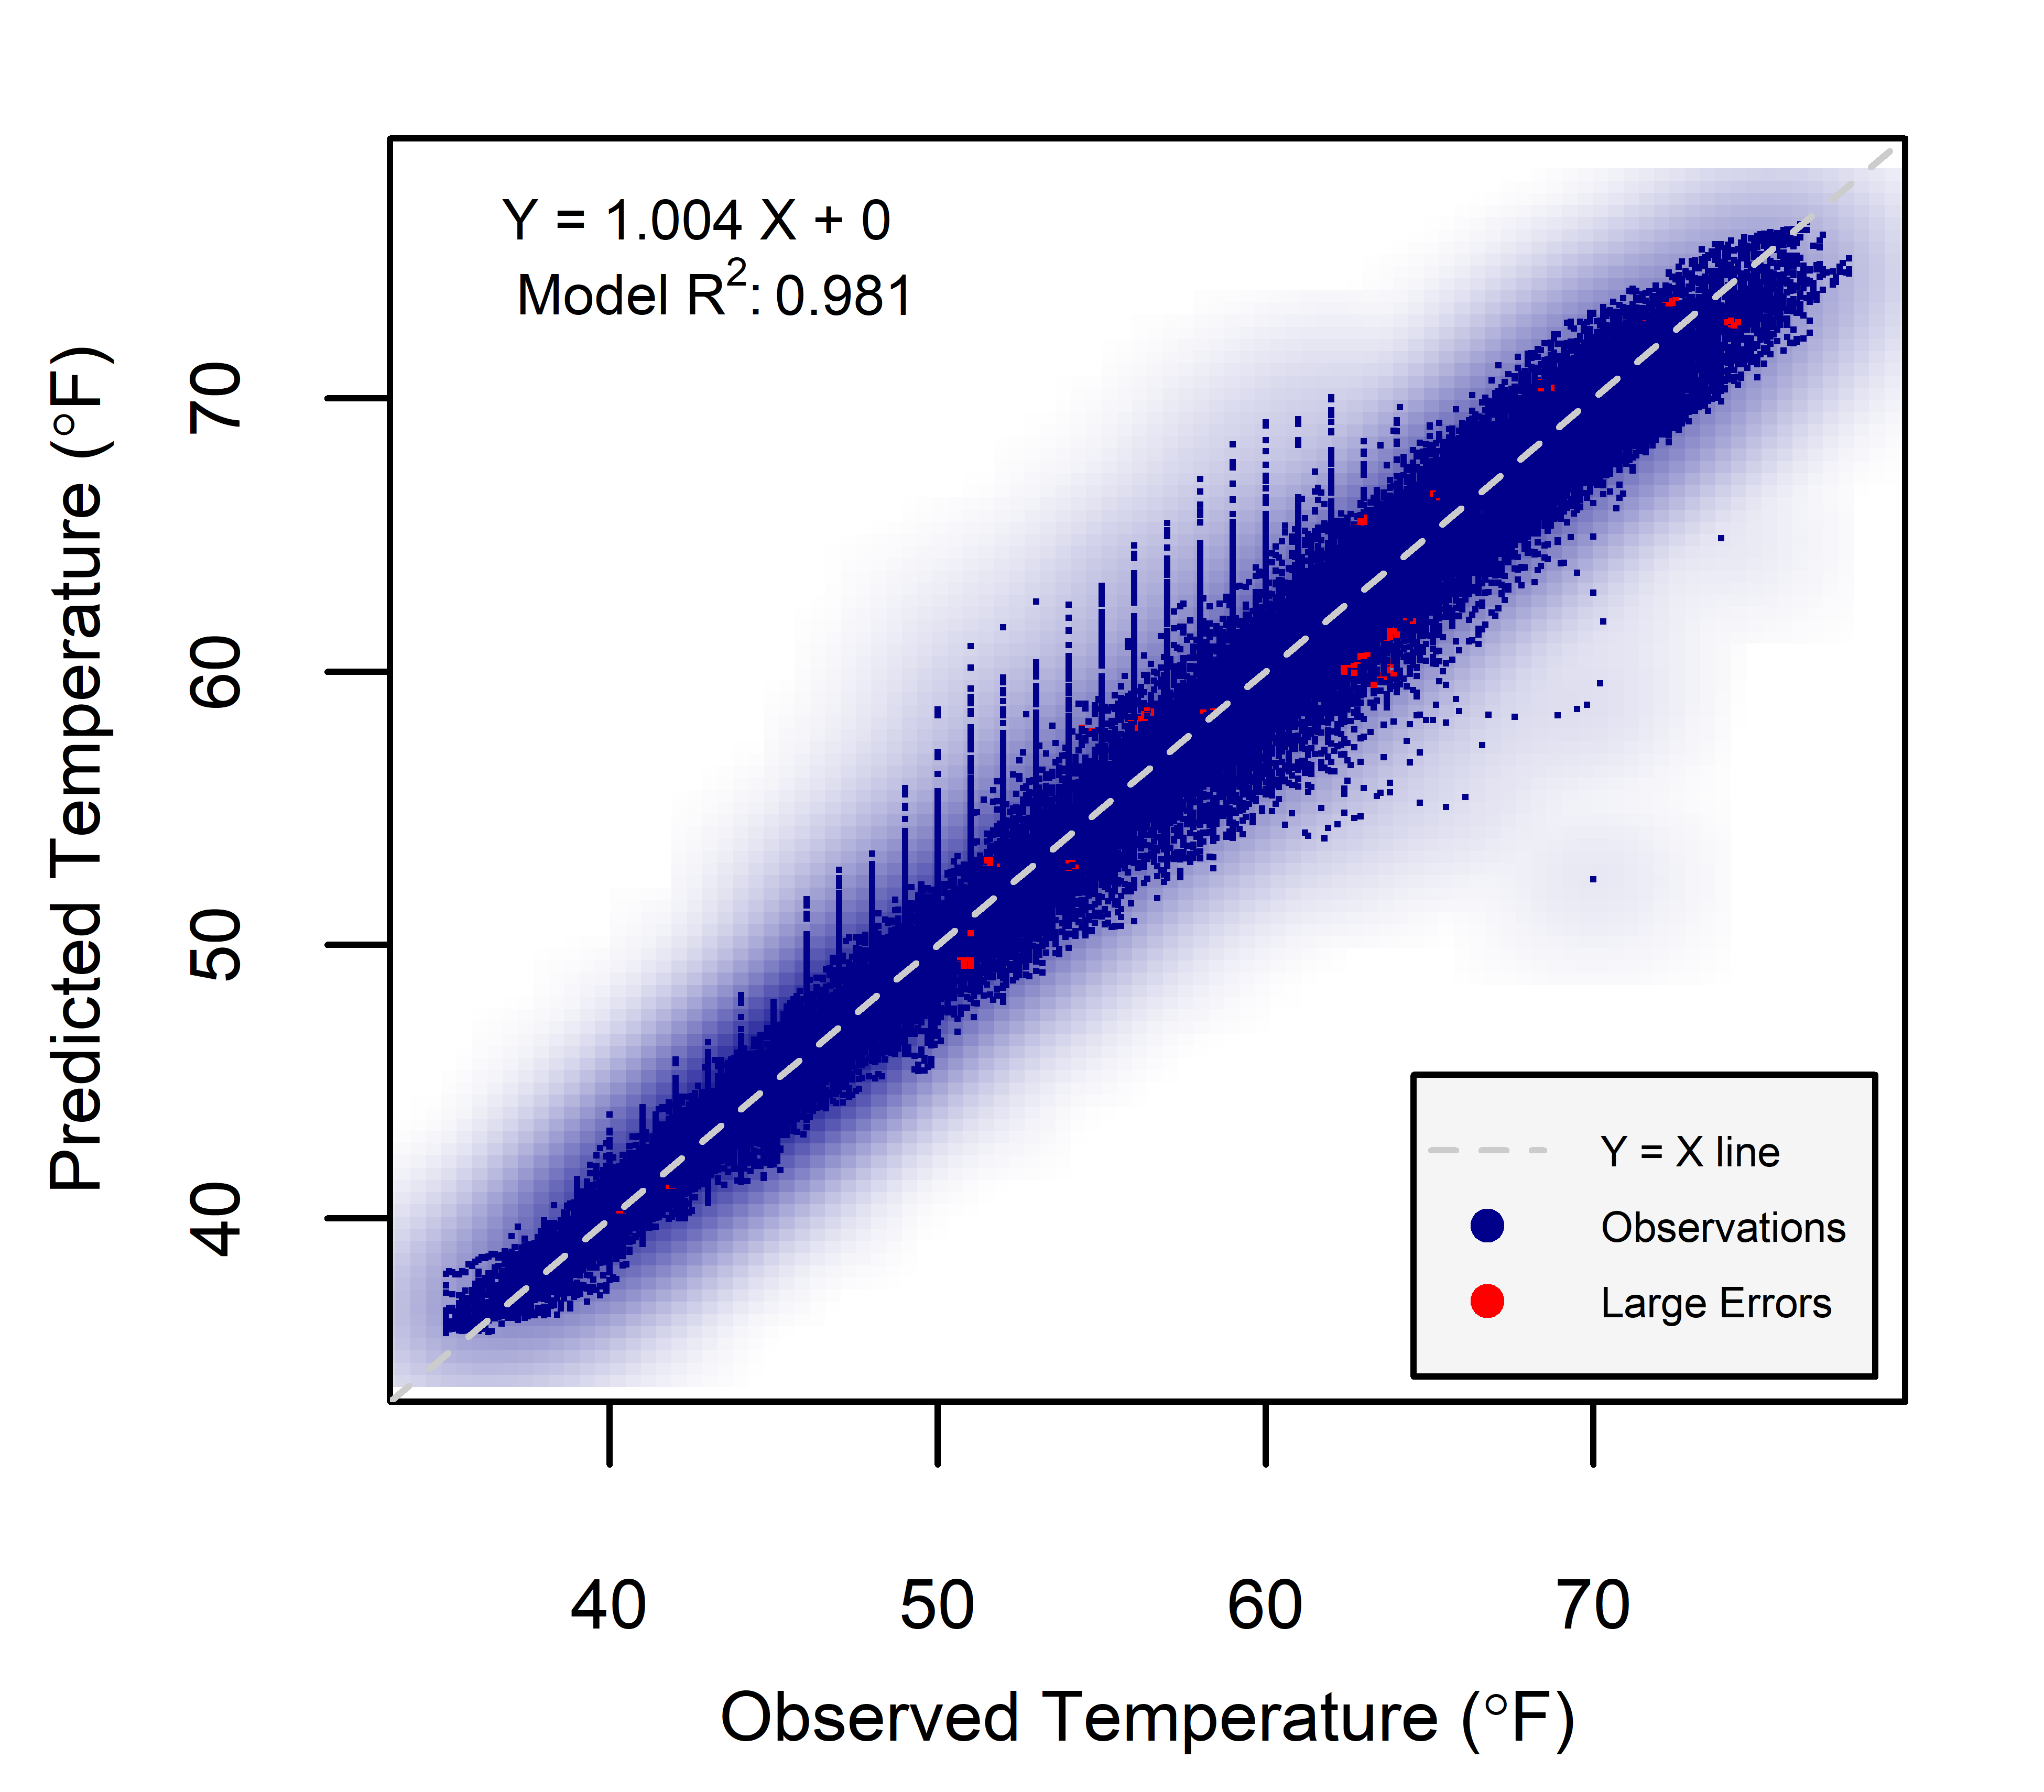 Y = 1.004 X + 0
Model R²: 0.981
Predicted Temperature (°F)
70
60
50
40
Y = X line
Observations
Large Errors
40 50 60 70
Observed Temperature (°F)